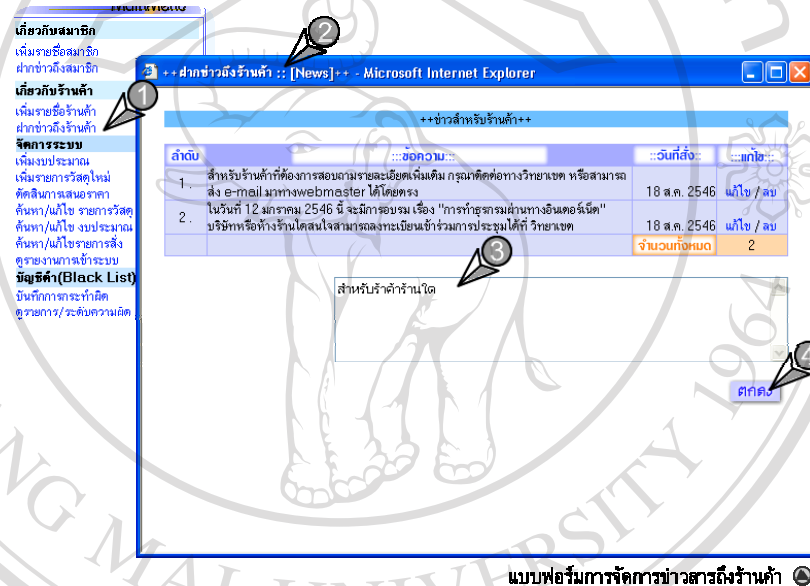 MainMenu
เกี่ยวกับสมาชิก
เพิ่มรายชื่อสมาชิก
ฝากข่าวถึงสมาชิก
เกี่ยวกับร้านค้า
เพิ่มรายชื่อร้านค้า
ฝากข่าวถึงร้านค้า
จัดการระบบ
เพิ่มงบประมาณ
เพิ่มรายการวัสดุใหม่
ตัดสินการเสนอราคา
ค้นหา/แก้ไข รายการวัสดุ
ค้นหา/แก้ไข งบประมาณ
ค้นหา/แก้ไขรายการสั่ง
ดูรายงานการเข้าระบบ
บัญชีดำ(Black List)
บันทึกการกระทำผิด
ดูรายการ/ระดับความผิด
1
2
++ฝากข่าวถึงร้านค้า :: [News]++ - Microsoft Internet Explorer
++ข่าวสำหรับร้านค้า++
ลำดับ :::ข้อความ::: ::วันที่สั่ง:: :::แก้ไข:::
1. สำหรับร้านค้าที่ต้องการสอบถามรายละเอียดเพิ่มเติม กรุณาติดต่อทางวิทยาเขต หรือสามารถ
ส่ง e-mail มาทางwebmaster ได้โดยตรง 18 ส.ค. 2546 แก้ไข / ลบ
2. ในวันที่ 12 มกราคม 2546 นี้ จะมีการอบรม เรื่อง "การทำธุรกรมผ่านทางอินเตอร์เน็ต"
บริษัทหรือห้างร้านใดสนใจสามารถลงทะเบียนเข้าร่วมการประชุมได้ที่ วิทยาเขต 18 ส.ค. 2546 แก้ไข / ลบ
จำนวนทั้งหมด 2
3
สำหรับร้าค้าร้านใด
4
ตกลง
แบบฟอร์มการจัดการข่าวสารถึงร้านค้า
NG MAI UNIVERSITY 1964